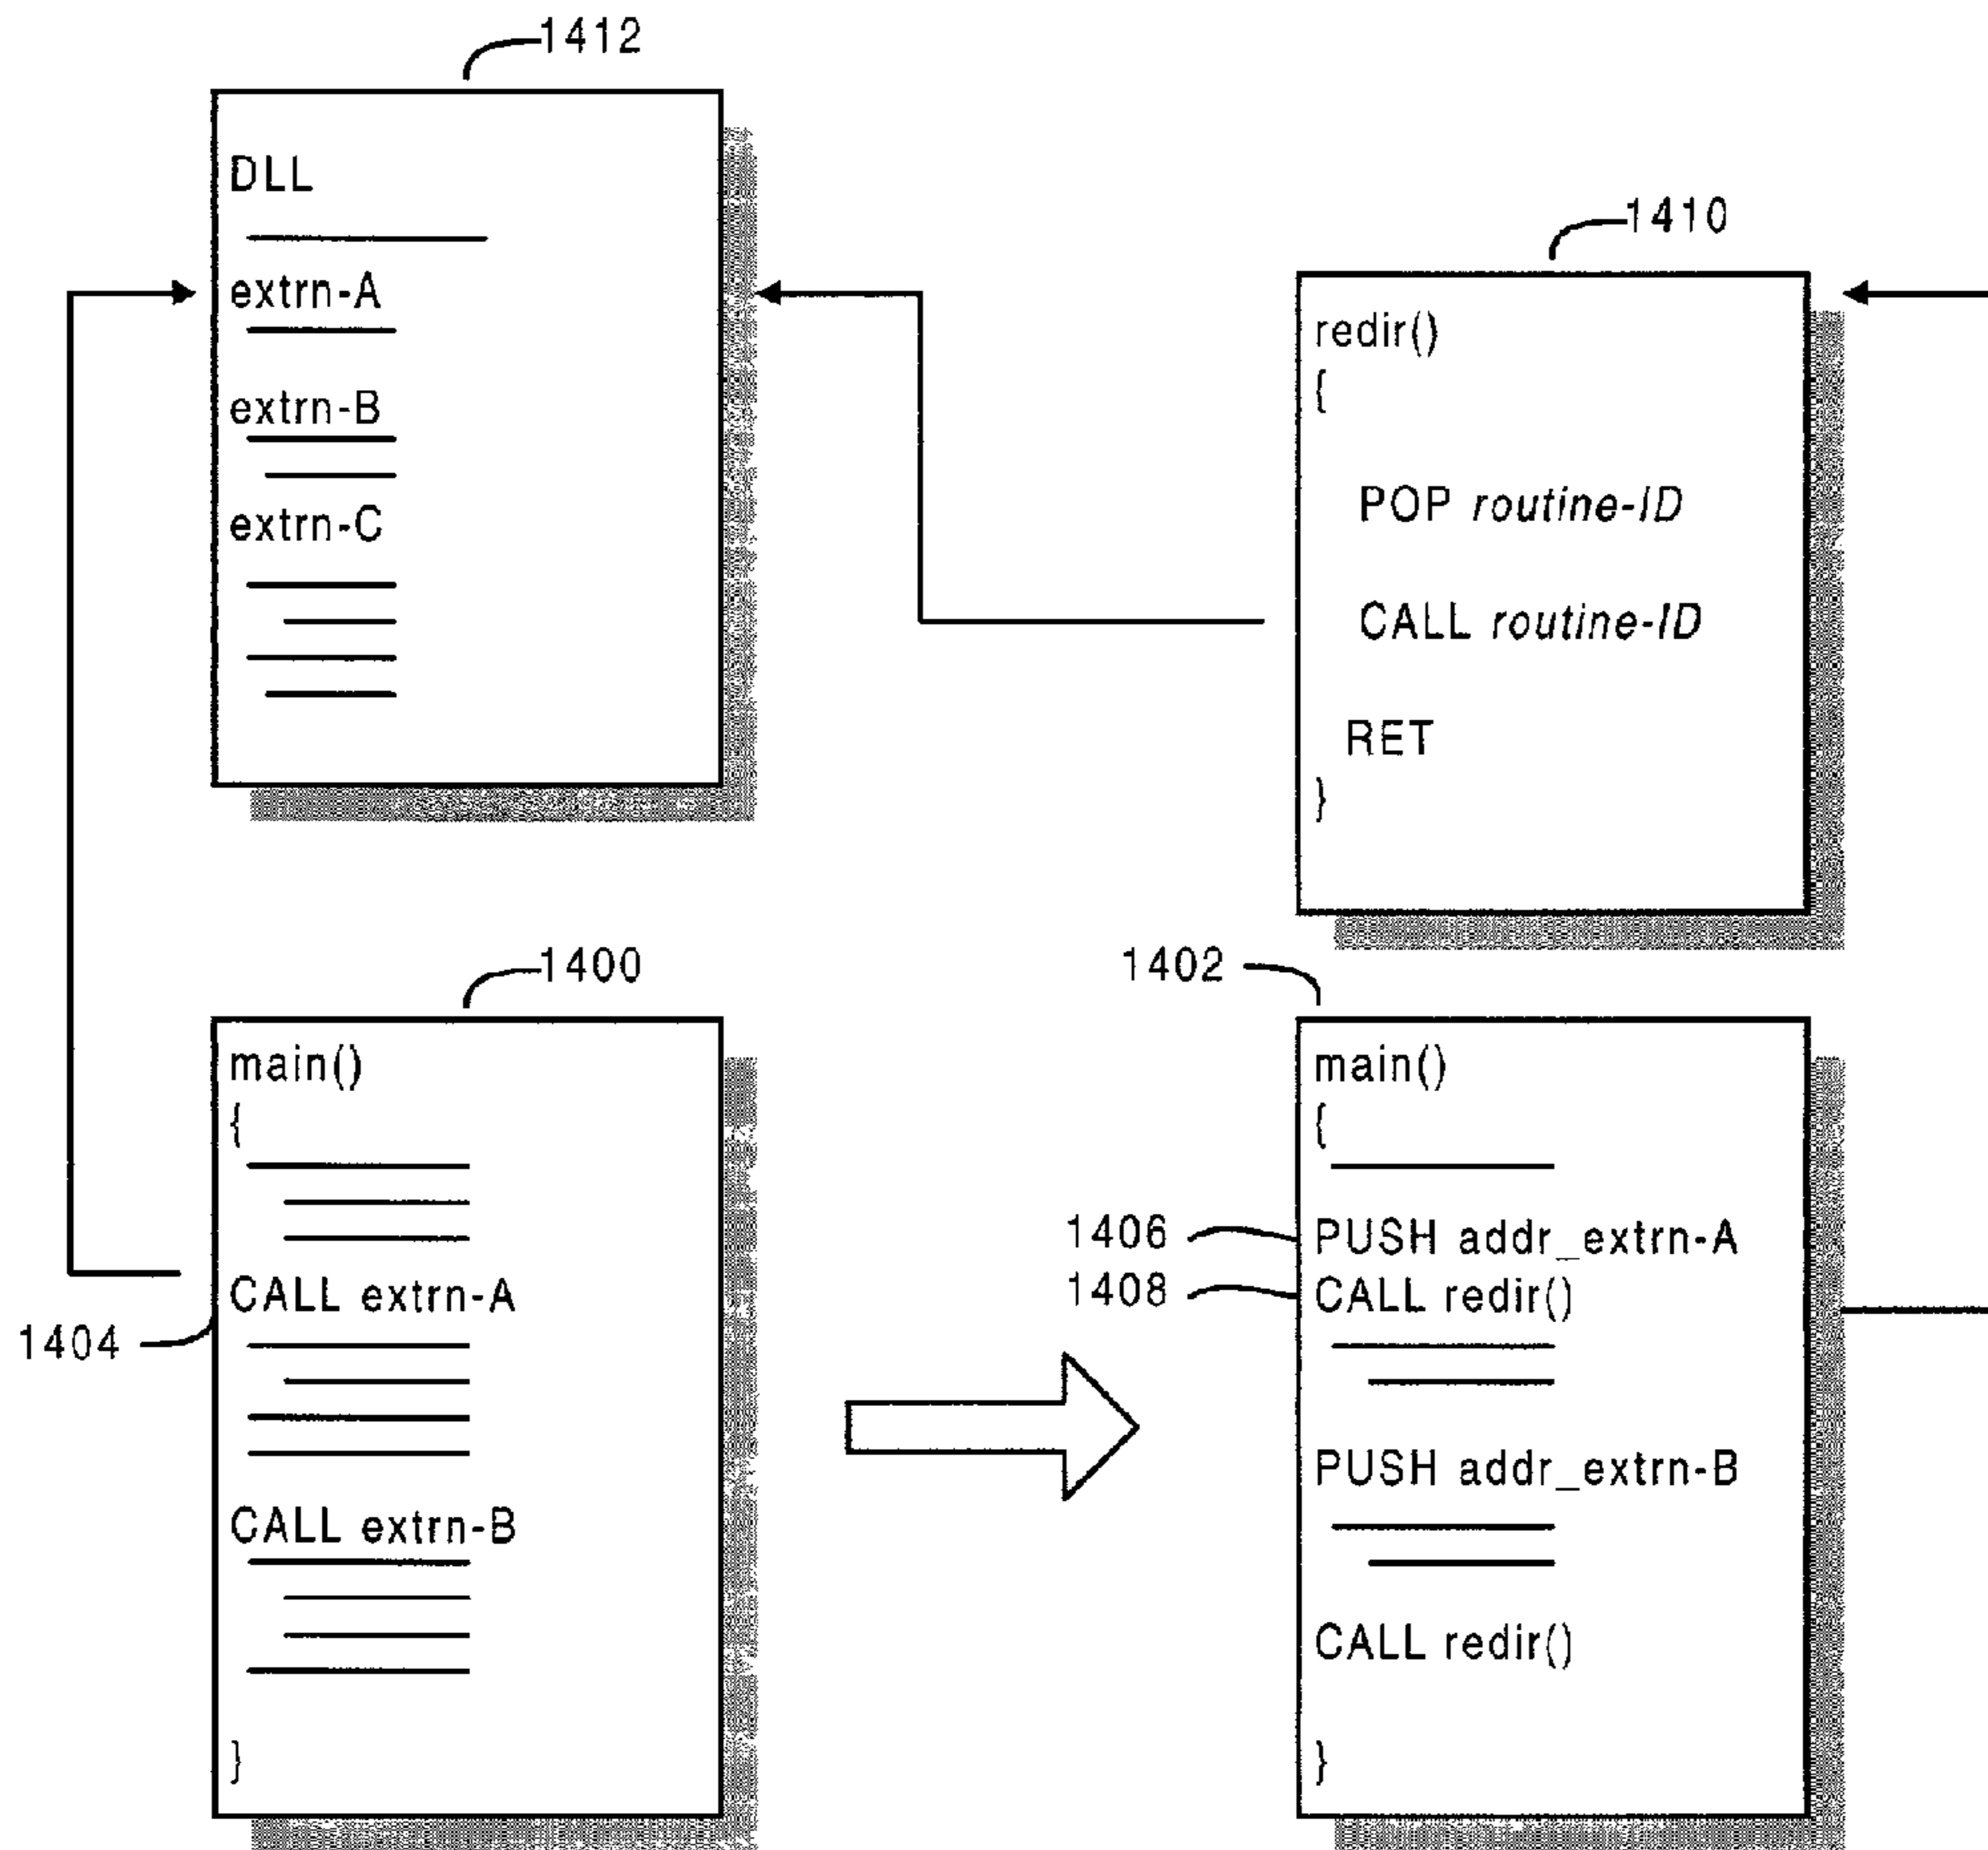 1412
DLL
extrn-A
extrn-B
extrn-C
1410
redir()
{
POP routine-ID
CALL routine-ID
RET
}
1400
main()
{
CALL extrn-A
1404
CALL extrn-B
}
1402
main()
{
1406
PUSH addr_extrn-A
1408
CALL redir()
PUSH addr_extrn-B
CALL redir()
}